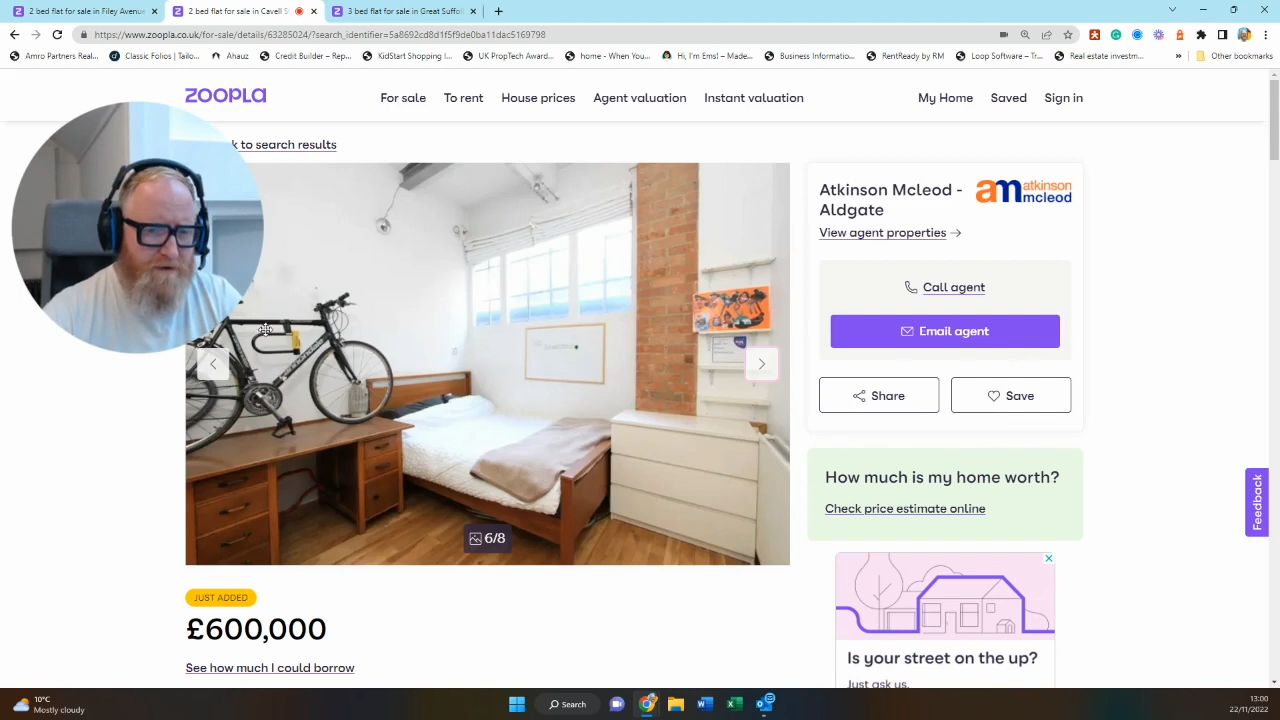 2 bed flat for sale in Filey Avenue
2 bed flat for sale in Cavell S
3 bed flat for sale in Great Suffol
https://www.zoopla.co.uk/for-sale/details/63285024/?search_identifier=5a8692cd8d1f5f9de0ba11dac5169798
Amro Partners Real...
Classic Folios | Tailo...
Ahauz
Credit Builder – Rep...
KidStart Shopping |...
UK PropTech Associ...
home - When You'...
Hi, I'm Ems! – Made...
Business Informatio...
RentReady by RM
Loop Software – Tr...
Real estate investm...
Other bookmarks
ZOOPLA
For sale
To rent
House prices
Agent valuation
Instant valuation
My Home
Saved
Sign in
k to search results
Atkinson Mcleod -
Aldgate
am atkinson
mcleod
View agent properties
Call agent
Email agent
Share
Save
How much is my home worth?
Check price estimate online
6/8
Feedback
JUST ADDED
£600,000
See how much I could borrow
Is your street on the up?
Just ask us.
10°C
Mostly cloudy
Search
13:00
22/11/2022